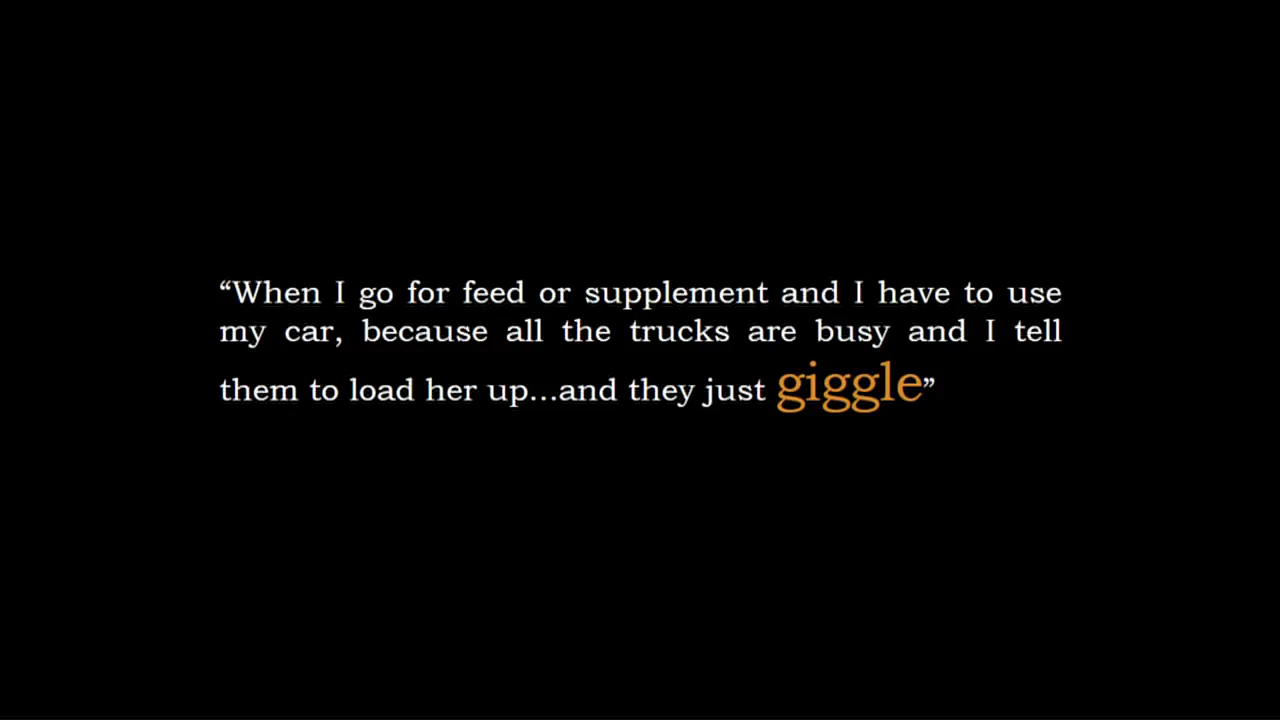 “When I go for feed or supplement and I have to use
my car, because all the trucks are busy and I tell
them to load her up...and they just giggle”